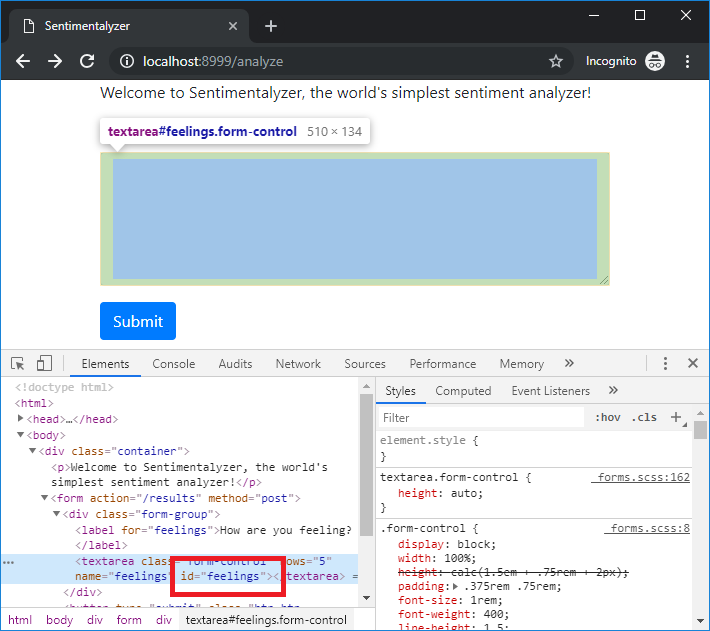 Sentimentalyzer
localhost:8999/analyze
Incognito
Welcome to Sentimentalyzer, the world's simplest sentiment analyzer!
textarea#feelings.form-control 510 × 134
Submit
Elements Console Audits Network Sources Performance Memory »
<!doctype html>
<html>
<head>…</head>
<body>
<div class="container">
<p>Welcome to Sentimentalyzer, the world's
simplest sentiment analyzer!</p>
<form action="/results" method="post">
<div class="form-group">
<label for="feelings">How are you feeling?
</label>
<textarea class="form-control" rows="5"
name="feelings" id="feelings"></textarea> =
</div>
html body div form div textarea#feelings.form-control
Styles Computed Event Listeners »
Filter :hov .cls +
element.style {
}
textarea.form-control { _forms.scss:162
height: auto;
}
.form-control { _forms.scss:8
display: block;
width: 100%;
height: calc(1.5em + .75rem + 2px);
padding: .375rem .75rem;
font-size: 1rem;
font-weight: 400;
line-height: 1.5;